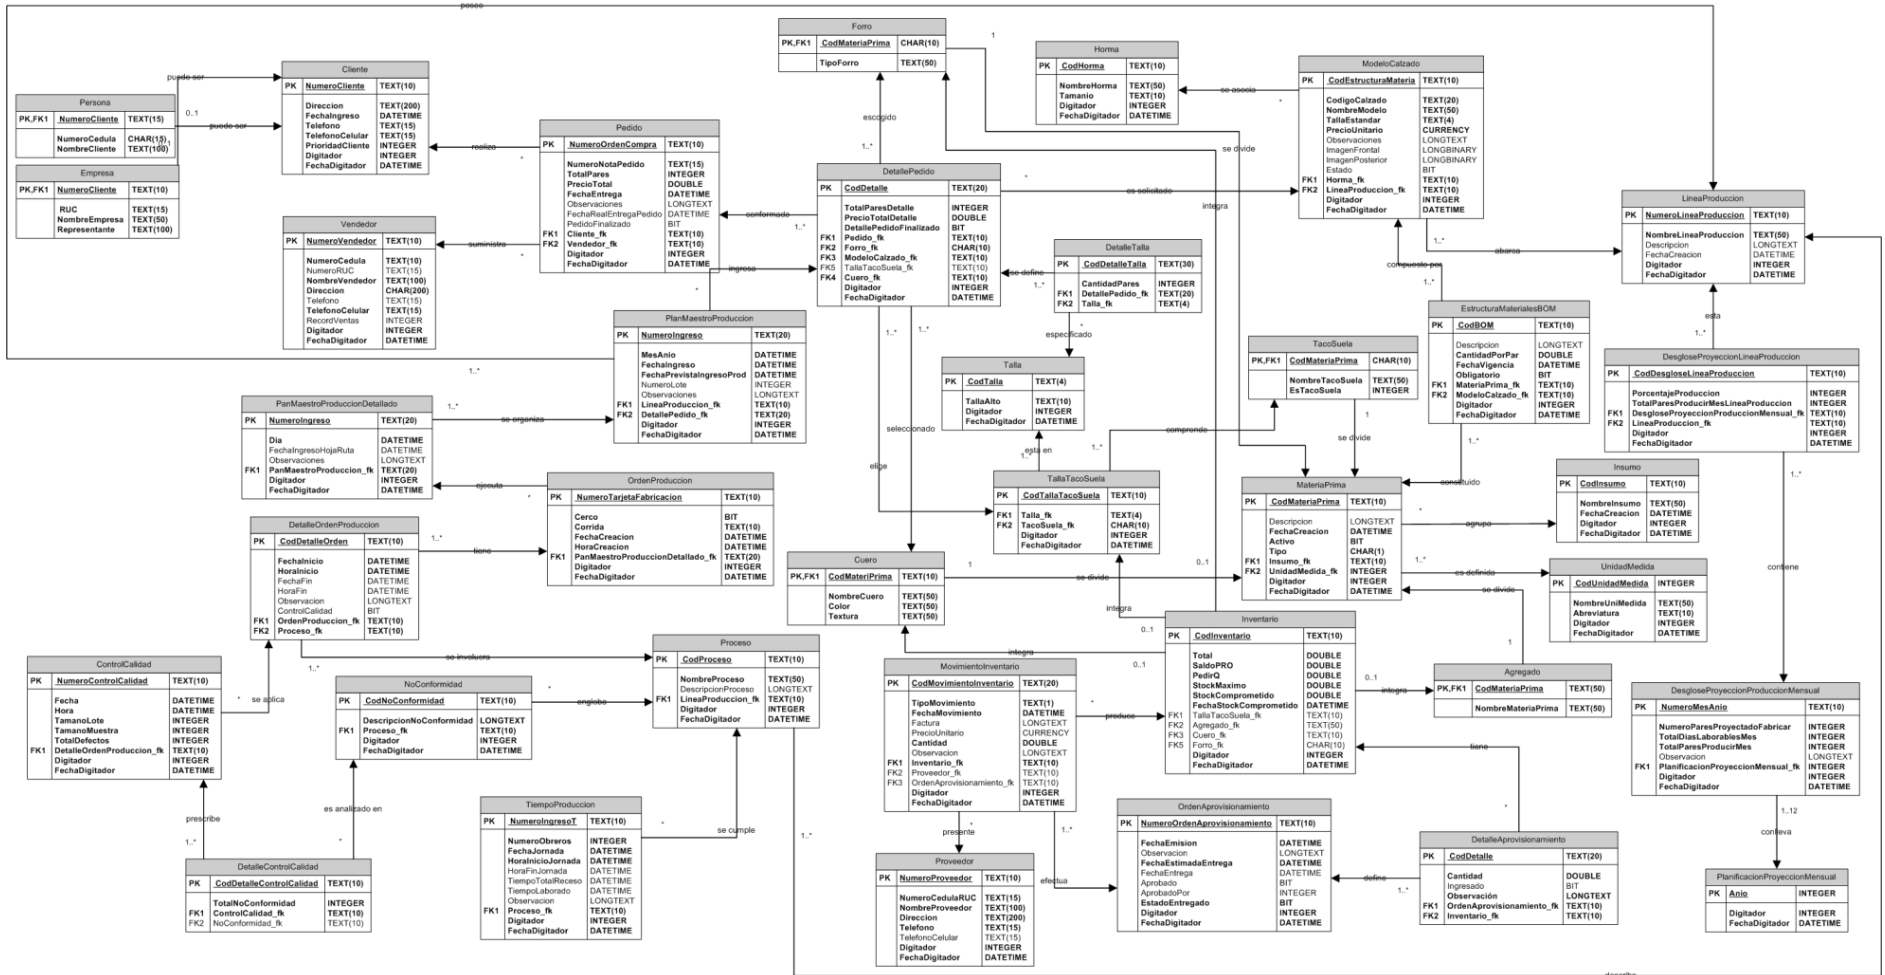 posee
Forro
PK,FK1 CodMateriaPrima CHAR(10)
TipoForro TEXT(50)
1
Horma
PK CodHorma TEXT(10)
NombreHorma TEXT(50)
Tamanio TEXT(10)
Digitador INTEGER
FechaDigitador DATETIME
se asocia
*
ModeloCalzado
PK CodEstructuraMateria TEXT(10)
CodigoCalzado TEXT(20)
NombreModelo TEXT(50)
TallaEstandar TEXT(4)
PrecioUnitario CURRENCY
Observaciones LONGTEXT
ImagenFrontal LONGBINARY
ImagenPosterior LONGBINARY
Estado BIT
FK1 Horma_fk TEXT(10)
FK2 LineaProduccion_fk TEXT(10)
Digitador INTEGER
FechaDigitador DATETIME
Cliente
PK NumeroCliente TEXT(10)
Direccion TEXT(200)
FechaIngreso DATETIME
Telefono TEXT(15)
TelefonoCelular TEXT(15)
PrioridadCliente INTEGER
Digitador INTEGER
FechaDigitador DATETIME
puede ser
0..1
puede ser
Persona
PK,FK1 NumeroCliente TEXT(15)
NumeroCedula CHAR(15)
NombreCliente TEXT(100)
Empresa
PK,FK1 NumeroCliente TEXT(10)
RUC TEXT(15)
NombreEmpresa TEXT(50)
Representante TEXT(100)
Pedido
PK NumeroOrdenCompra TEXT(10)
NumeroNotaPedido TEXT(15)
TotalPares INTEGER
PrecioTotal DOUBLE
FechaEntrega DATETIME
Observaciones LONGTEXT
FechaRealEntregaPedido DATETIME
PedidoFinalizado BIT
FK1 Cliente_fk TEXT(10)
FK2 Vendedor_fk TEXT(10)
Digitador INTEGER
FechaDigitador DATETIME
realiza
*
suministra
*
escogido
1..*
se divide
integra
DetallePedido
PK CodDetalle TEXT(20)
TotalParesDetalle INTEGER
PrecioTotalDetalle DOUBLE
DetallePedidoFinalizado BIT
FK1 Pedido_fk TEXT(10)
FK2 Forro_fk CHAR(10)
FK3 ModeloCalzado_fk TEXT(10)
FK5 TallaTacoSuela_fk TEXT(10)
FK4 Cuero_fk TEXT(10)
Digitador INTEGER
FechaDigitador DATETIME
conformado
1..*
ingresa
*
es solicitado
*
Vendedor
PK NumeroVendedor TEXT(10)
NumeroCedula TEXT(10)
NumeroRUC TEXT(15)
NombreVendedor TEXT(100)
Direccion CHAR(200)
Telefono TEXT(15)
TelefonoCelular TEXT(15)
RecordVentas INTEGER
Digitador INTEGER
FechaDigitador DATETIME
DetalleTalla
PK CodDetalleTalla TEXT(30)
CantidadPares INTEGER
FK1 DetallePedido_fk TEXT(20)
FK2 Talla_fk TEXT(4)
se define
1..*
*
especificado
LineaProduccion
PK NumeroLineaProduccion TEXT(10)
NombreLineaProduccion TEXT(50)
Descripcion LONGTEXT
FechaCreacion DATETIME
Digitador INTEGER
FechaDigitador DATETIME
1..*
abarca
compuesto por
1..*
esta
1..*
PlanMaestroProduccion
PK NumeroIngreso TEXT(20)
MesAnio DATETIME
FechaIngreso DATETIME
FechaPrevistaIngresoProd DATETIME
NumeroLote INTEGER
Observaciones LONGTEXT
FK1 LineaProduccion_fk TEXT(10)
FK2 DetallePedido_fk TEXT(20)
Digitador INTEGER
FechaDigitador DATETIME
1..*
EstructuraMaterialesBOM
PK CodBOM TEXT(10)
Descripcion LONGTEXT
CantidadPorPar DOUBLE
FechaVigencia DATETIME
Obligatorio BIT
FK1 MateriaPrima_fk TEXT(10)
FK2 ModeloCalzado_fk TEXT(10)
Digitador INTEGER
FechaDigitador DATETIME
TacoSuela
PK,FK1 CodMateriaPrima CHAR(10)
NombreTacoSuela TEXT(50)
EsTacoSuela INTEGER
DesgloseProyeccionLineaProduccion
PK CodDesgloseLineaProduccion TEXT(10)
PorcentajeProduccion INTEGER
TotalParesProducirMesLineaProduccion INTEGER
FK1 DesgloseProyeccionProduccionMensual_fk TEXT(10)
FK2 LineaProduccion_fk TEXT(10)
Digitador INTEGER
FechaDigitador DATETIME
Talla
PK CodTalla TEXT(4)
TallaAlto TEXT(10)
Digitador INTEGER
FechaDigitador DATETIME
PanMaestroProduccionDetallado
PK NumeroIngreso TEXT(20)
Dia DATETIME
FechaIngresoHojaRuta DATETIME
Observaciones LONGTEXT
FK1 PanMaestroProduccion_fk TEXT(20)
Digitador INTEGER
FechaDigitador DATETIME
1..*
se organiza
1..*
1..*
seleccionado
elige
esta en
1..*
1..*
comprende
1
se divide
1..*
constituido
1..*
contiene
OrdenProduccion
PK NumeroTarjetaFabricacion TEXT(10)
Cerco BIT
Corrida TEXT(10)
FechaCreacion DATETIME
HoraCreacion DATETIME
FK1 PanMaestroProduccionDetallado_fk TEXT(20)
Digitador INTEGER
FechaDigitador DATETIME
ejecuta
*
TallaTacoSuela
PK CodTallaTacoSuela TEXT(10)
FK1 Talla_fk TEXT(4)
FK2 TacoSuela_fk CHAR(10)
Digitador INTEGER
FechaDigitador DATETIME
MateriaPrima
PK CodMateriaPrima TEXT(10)
Descripcion LONGTEXT
FechaCreacion DATETIME
Activo BIT
Tipo CHAR(1)
FK1 Insumo_fk TEXT(10)
FK2 UnidadMedida_fk INTEGER
Digitador INTEGER
FechaDigitador DATETIME
Insumo
PK CodInsumo TEXT(10)
NombreInsumo TEXT(50)
FechaCreacion DATETIME
Digitador INTEGER
FechaDigitador DATETIME
*
agrupa
1..*
es definida
se divide
1
UnidadMedida
PK CodUnidadMedida INTEGER
NombreUniMedida TEXT(50)
Abreviatura TEXT(10)
Digitador INTEGER
FechaDigitador DATETIME
DetalleOrdenProduccion
PK CodDetalleOrden TEXT(10)
FechaInicio DATETIME
HoraInicio DATETIME
FechaFin DATETIME
HoraFin DATETIME
Observacion LONGTEXT
ControlCalidad BIT
FK1 OrdenProduccion_fk TEXT(10)
FK2 Proceso_fk TEXT(10)
1..*
tiene
Cuero
PK,FK1 CodMateriPrima TEXT(10)
NombreCuero TEXT(50)
Color TEXT(50)
Textura TEXT(50)
1
se divide
0..1
integra
0..1
integra
0..1
Inventario
PK CodInventario TEXT(10)
Total DOUBLE
SaldoPRO DOUBLE
PedirQ DOUBLE
StockMaximo DOUBLE
StockComprometido DOUBLE
FechaStockComprometido DATETIME
FK1 TallaTacoSuela_fk TEXT(10)
FK2 Agregado_fk TEXT(50)
FK3 Cuero_fk TEXT(10)
FK5 Forro_fk CHAR(10)
Digitador INTEGER
FechaDigitador DATETIME
0..1
integra
Agregado
PK,FK1 CodMateriaPrima TEXT(50)
NombreMateriaPrima TEXT(50)
Proceso
PK CodProceso TEXT(10)
NombreProceso TEXT(50)
DescripcionProceso LONGTEXT
FK1 LineaProduccion_fk TEXT(10)
Digitador INTEGER
FechaDigitador DATETIME
se involucra
1..*
*
engloba
ControlCalidad
PK NumeroControlCalidad TEXT(10)
Fecha DATETIME
Hora DATETIME
TamanoLote INTEGER
TamanoMuestra INTEGER
TotalDefectos INTEGER
FK1 DetalleOrdenProduccion_fk TEXT(10)
Digitador INTEGER
FechaDigitador DATETIME
*
se aplica
NoConformidad
PK CodNoConformidad TEXT(10)
DescripcionNoConformidad LONGTEXT
FK1 Proceso_fk TEXT(10)
Digitador INTEGER
FechaDigitador DATETIME
MovimientoInventario
PK CodMovimientoInventario TEXT(20)
TipoMovimiento TEXT(1)
FechaMovimiento DATETIME
Factura LONGTEXT
PrecioUnitario CURRENCY
Cantidad DOUBLE
Observacion LONGTEXT
FK1 Inventario_fk TEXT(10)
FK2 Proveedor_fk TEXT(10)
FK3 OrdenAprovisionamiento_fk TEXT(10)
Digitador INTEGER
FechaDigitador DATETIME
*
produce
DesgloseProyeccionProduccionMensual
PK NumeroMesAnio TEXT(10)
NumeroParesProyectadoFabricar INTEGER
TotalDiasLaborablesMes INTEGER
TotalParesProducirMes INTEGER
Observacion LONGTEXT
FK1 PlanificacionProyeccionMensual_fk INTEGER
Digitador INTEGER
FechaDigitador DATETIME
tiene
*
1..12
conlleva
prescribe
1..*
es analizado en
*
TiempoProduccion
PK NumeroIngresoT TEXT(10)
NumeroObreros INTEGER
FechaJornada DATETIME
HoraInicioJornada DATETIME
HoraFinJornada DATETIME
TiempoTotalReceso DATETIME
TiempoLaborado DATETIME
Observacion LONGTEXT
FK1 Proceso_fk TEXT(10)
Digitador INTEGER
FechaDigitador DATETIME
*
se cumple
1..*
*
presente
1..*
efectua
OrdenAprovisionamiento
PK NumeroOrdenAprovisionamiento TEXT(10)
FechaEmision DATETIME
Observacion LONGTEXT
FechaEstimadaEntrega DATETIME
FechaEntrega DATETIME
Aprobado BIT
AprobadoPor INTEGER
EstadoEntregado BIT
Digitador INTEGER
FechaDigitador DATETIME
define
1..*
DetalleAprovisionamiento
PK CodDetalle TEXT(20)
Cantidad DOUBLE
Ingresado BIT
Observación LONGTEXT
FK1 OrdenAprovisionamiento_fk TEXT(10)
FK2 Inventario_fk TEXT(10)
DetalleControlCalidad
PK CodDetalleControlCalidad TEXT(10)
TotalNoConformidad INTEGER
FK1 ControlCalidad_fk TEXT(10)
FK2 NoConformidad_fk TEXT(10)
Proveedor
PK NumeroProveedor TEXT(10)
NumeroCedulaRUC TEXT(15)
NombreProveedor TEXT(100)
Direccion TEXT(200)
Telefono TEXT(15)
TelefonoCelular TEXT(15)
Digitador INTEGER
FechaDigitador DATETIME
PlanificacionProyeccionMensual
PK Anio INTEGER
Digitador INTEGER
FechaDigitador DATETIME
describe